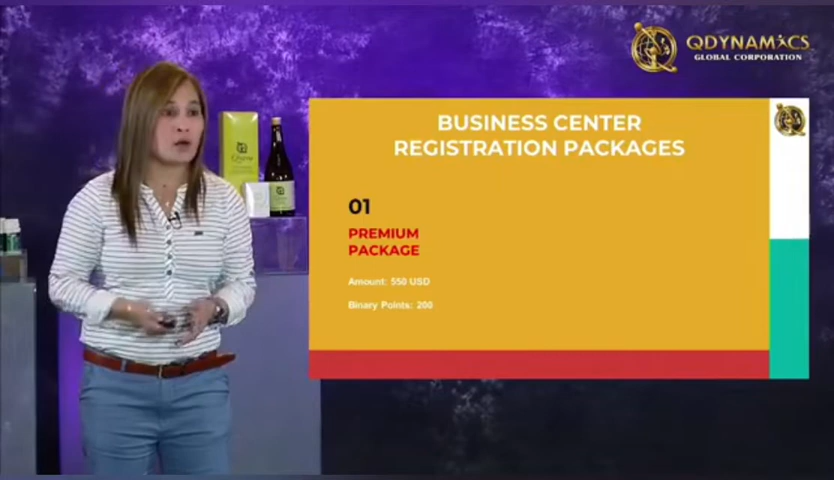 QDYNAMICS
GLOBAL CORPORATION
BUSINESS CENTER
REGISTRATION PACKAGES
01
PREMIUM
PACKAGE
Amount: 550 USD
Binary Points: 200